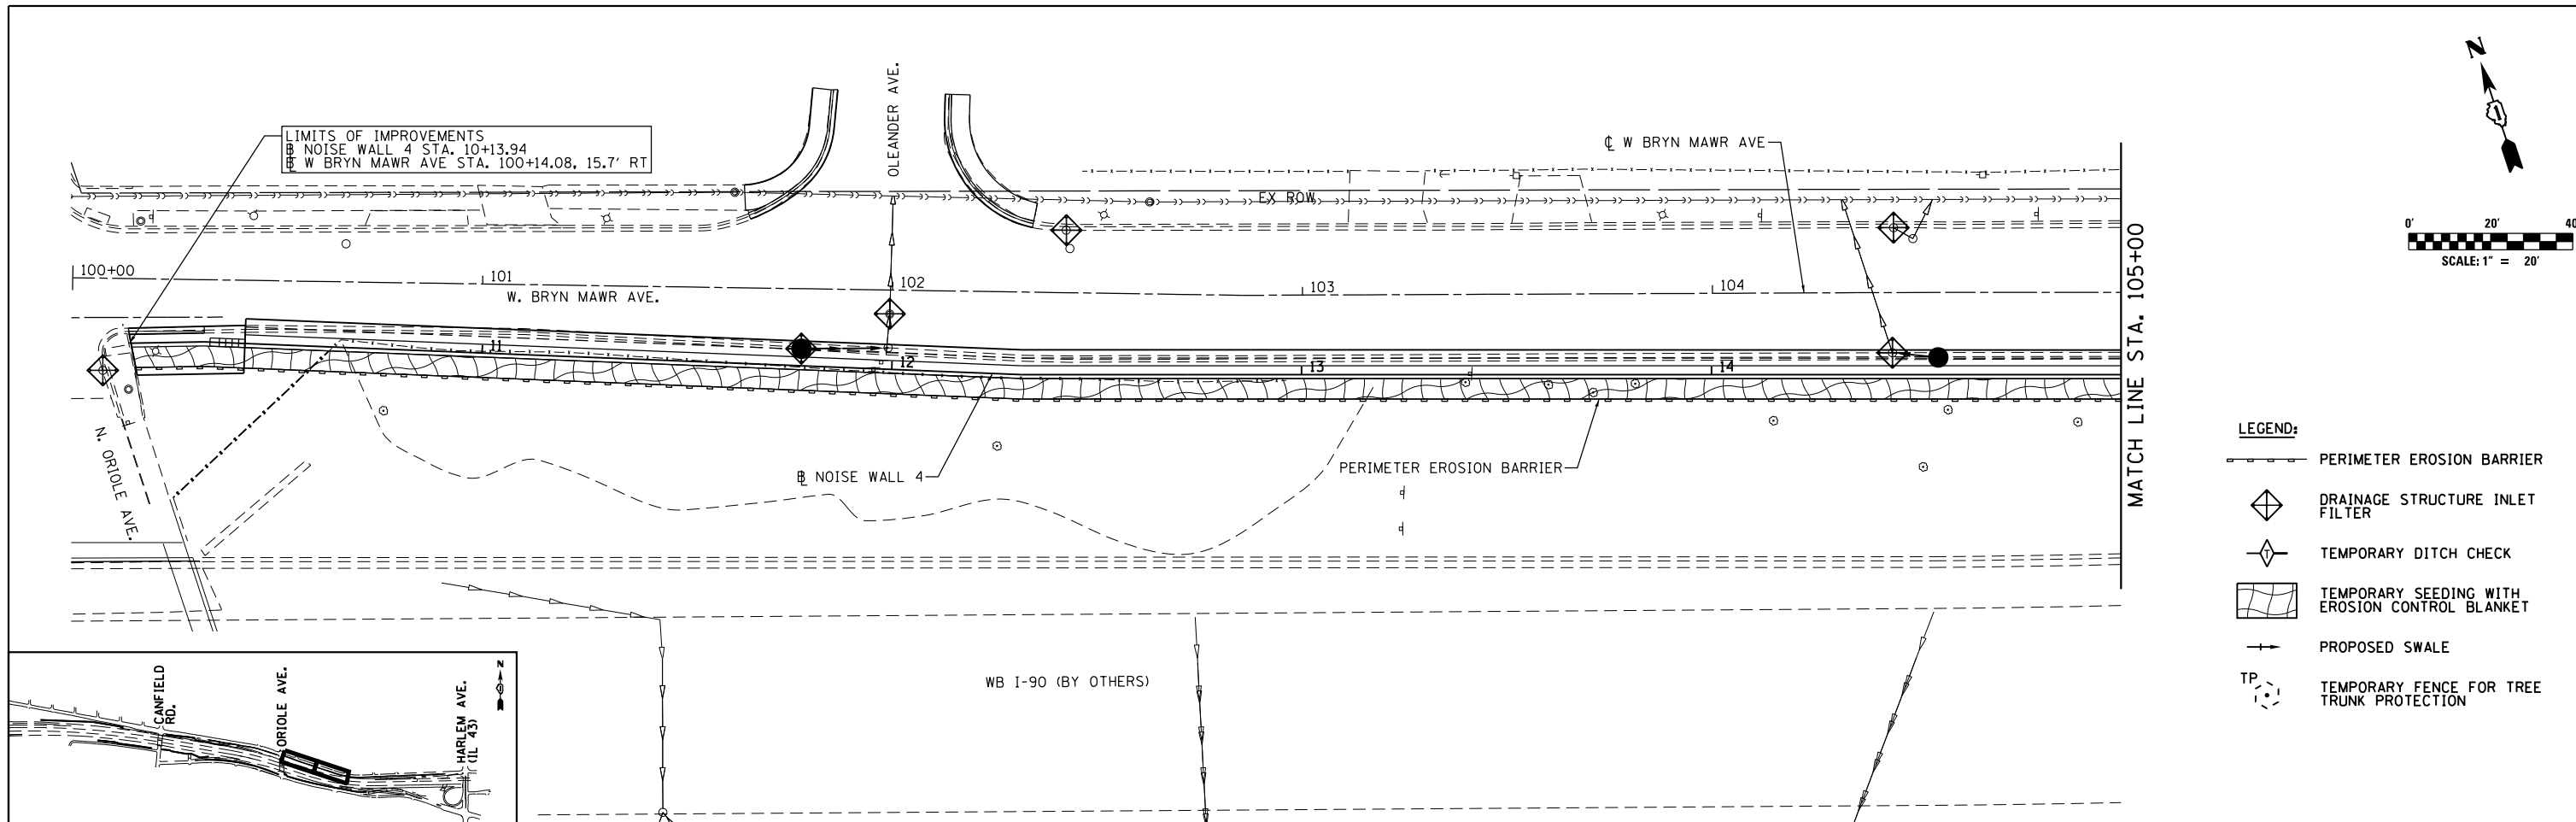 LIMITS OF IMPROVEMENTS
℄ NOISE WALL 4 STA. 10+13.94
℄ W BRYN MAWR AVE STA. 100+14.08, 15.7' RT
OLEANDER AVE.
℄ W BRYN MAWR AVE
EX ROW
N
0' 20' 40
SCALE: 1" = 20'
100+00
101
102
103
104
W. BRYN MAWR AVE.
11
12
13
14
MATCH LINE STA. 105+00
N. ORIOLE AVE.
℄ NOISE WALL 4
PERIMETER EROSION BARRIER
WB I-90 (BY OTHERS)
LEGEND:
PERIMETER EROSION BARRIER
DRAINAGE STRUCTURE INLET
FILTER
T
TEMPORARY DITCH CHECK
TEMPORARY SEEDING WITH
EROSION CONTROL BLANKET
PROPOSED SWALE
TP
TEMPORARY FENCE FOR TREE
TRUNK PROTECTION
CANFIELD
RD.
ORIOLE AVE.
HARLEM AVE.
(IL 43)
N